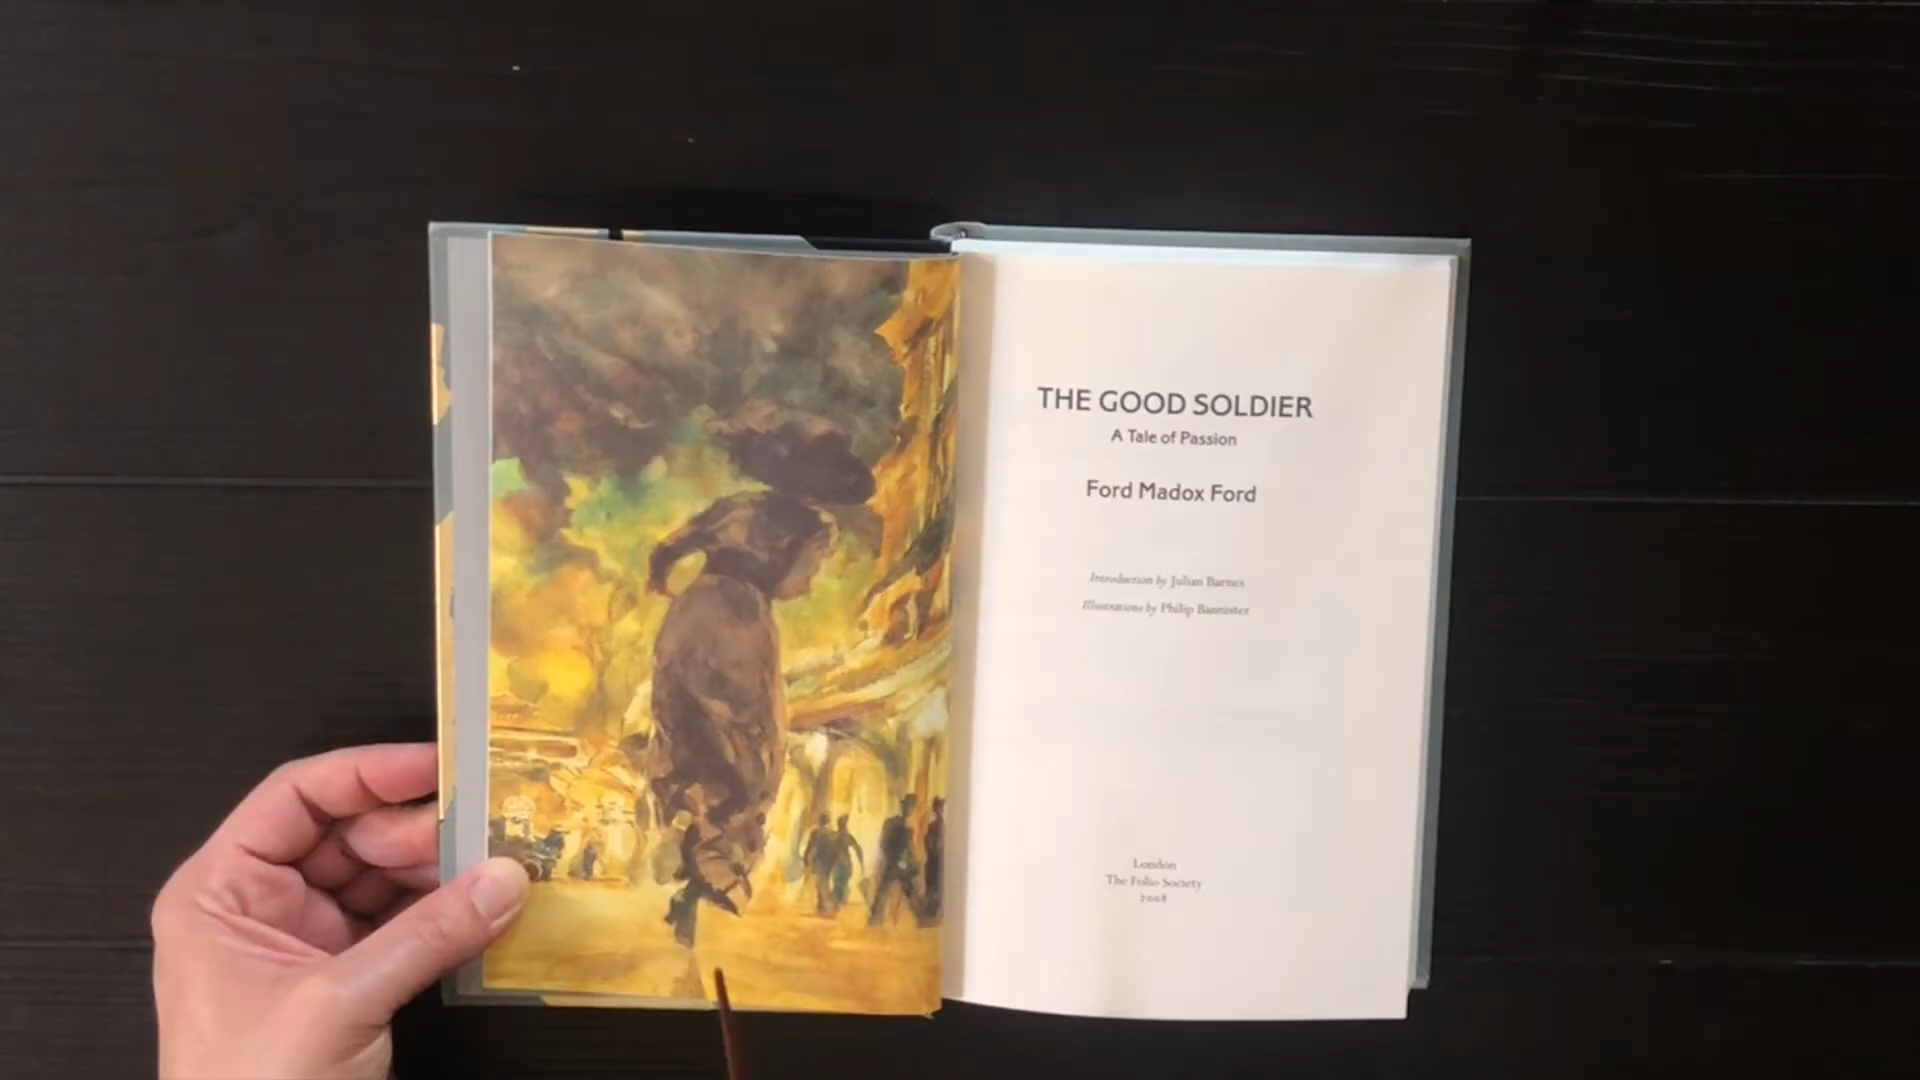 THE GOOD SOLDIER
A Tale of Passion
Ford Madox Ford
Introduction by Julian Barnes
Illustrations by Philip Bannister
London
The Folio Society
2008